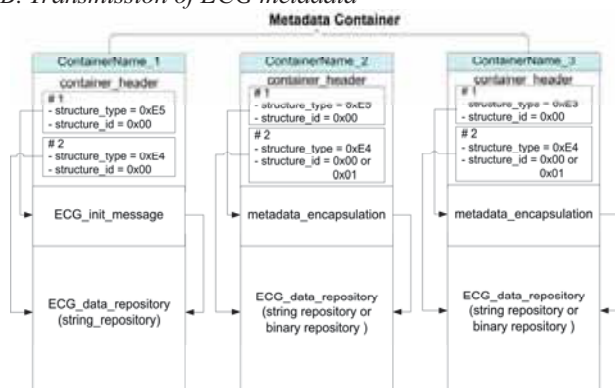 B. Transmission of ECG metadata
Metadata Container
ContainerName_1
container_header
# 1
- structure_type = 0xE5
- structure_id = 0x00
# 2
- structure_type = 0xE4
- structure_id = 0x00
ECG_init_message
ECG_data_repository
(string_repository)
ContainerName_2
container_header
# 1
- structure_type = 0xE5
- structure_id = 0x00
# 2
- structure_type = 0xE4
- structure_id = 0x00 or
0x01
metadata_encapsulation
ECG_data_repository
(string repository or
binary repository )
ContainerName_3
container_header
# 1
- structure_type =
- structure_id = 0x00
# 2
- structure_type = 0xE4
- structure_id = 0x00 or
0x01
metadata_encapsulation
ECG_data_repository
(string repository or
binary repository )